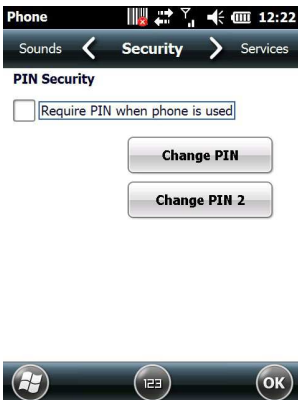 Phone 12:22
Sounds Security Services
PIN Security
Require PIN when phone is used
Change PIN
Change PIN 2
123 OK